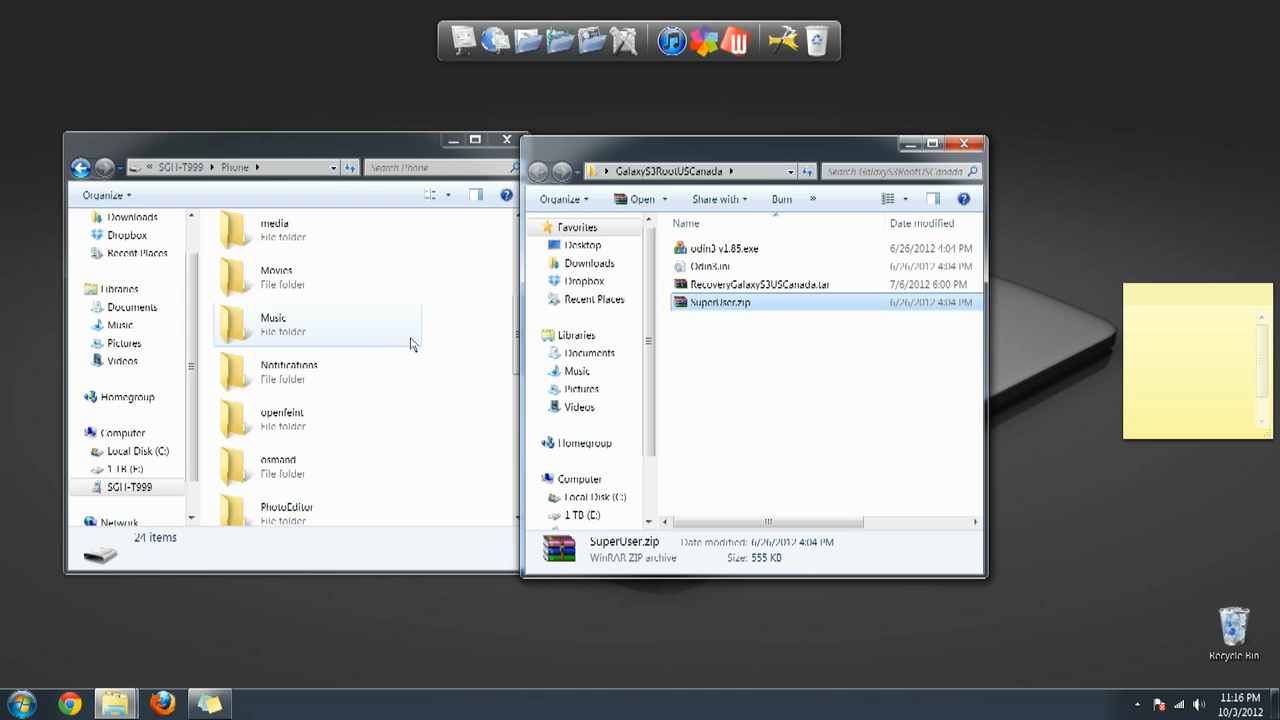 SGH-T999 Phone
Search Phone
Organize
Downloads
Dropbox
Recent Places
Libraries
Documents
Music
Pictures
Videos
Homegroup
Computer
Local Disk (C:)
1 TB (E:)
SGH-T999
Network
media
File folder
Movies
File folder
Music
File folder
Notifications
File folder
openfeint
File folder
osmand
File folder
PhotoEditor
File folder
24 items
GalaxyS3RootUSCanada
Search GalaxyS3RootUSCanada
Organize Open Share with Burn »
Favorites
Desktop
Downloads
Dropbox
Recent Places
Libraries
Documents
Music
Pictures
Videos
Homegroup
Computer
Local Disk (C:)
1 TB (E:)
Name Date modified
odin3 v1.85.exe 6/26/2012 4:04 PM
Odin3.ini 6/26/2012 4:04 PM
RecoveryGalaxyS3USCanada.tar 7/6/2012 6:00 PM
SuperUser.zip 6/26/2012 4:04 PM
SuperUser.zip Date modified: 6/26/2012 4:04 PM
WinRAR ZIP archive Size: 555 KB
Recycle Bin
11:16 PM
10/3/2012